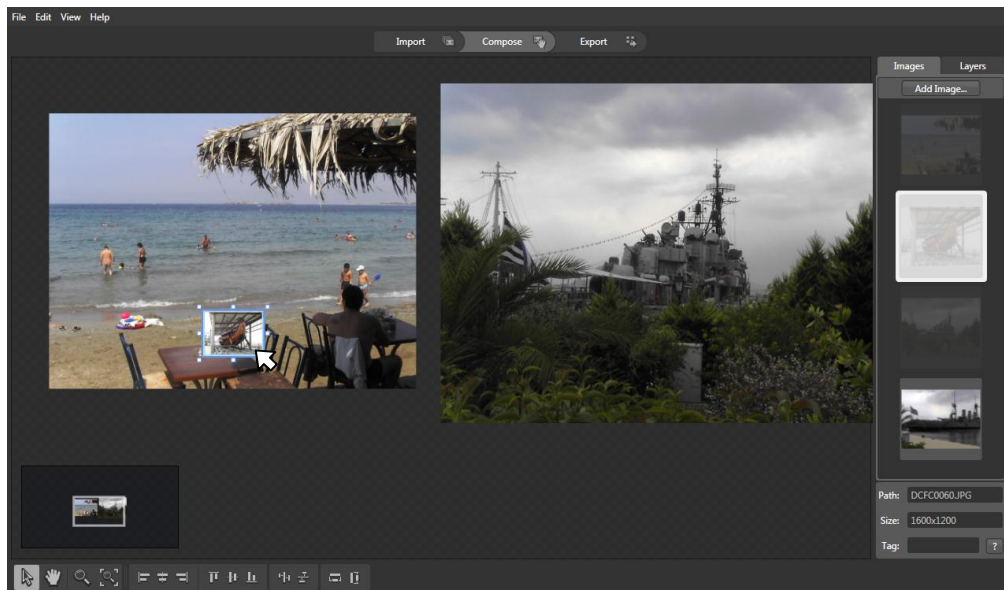 File Edit View Help
Import Compose Export
Images Layers
Add Image...
Path: DCFC0060.JPG
Size: 1600x1200
Tag: ?